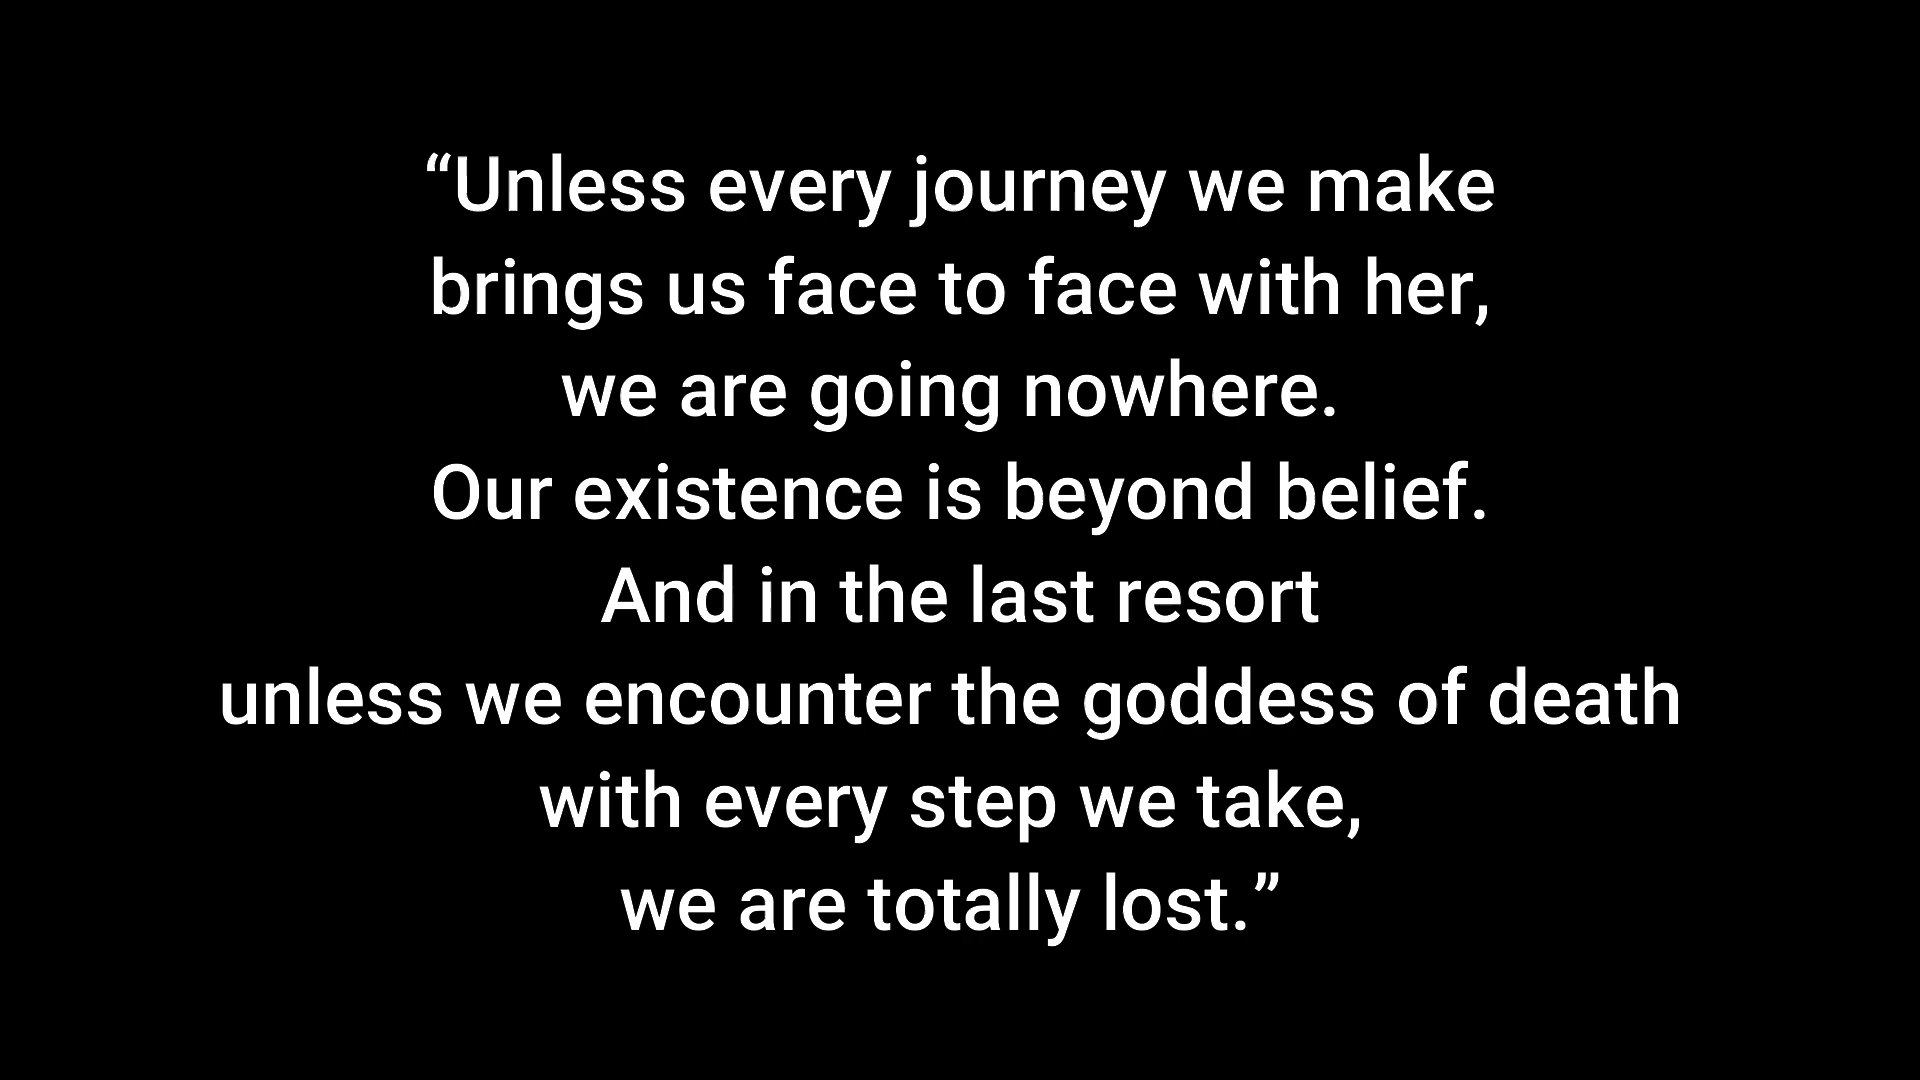 “Unless every journey we make
brings us face to face with her,
we are going nowhere.
Our existence is beyond belief.
And in the last resort
unless we encounter the goddess of death
with every step we take,
we are totally lost.”